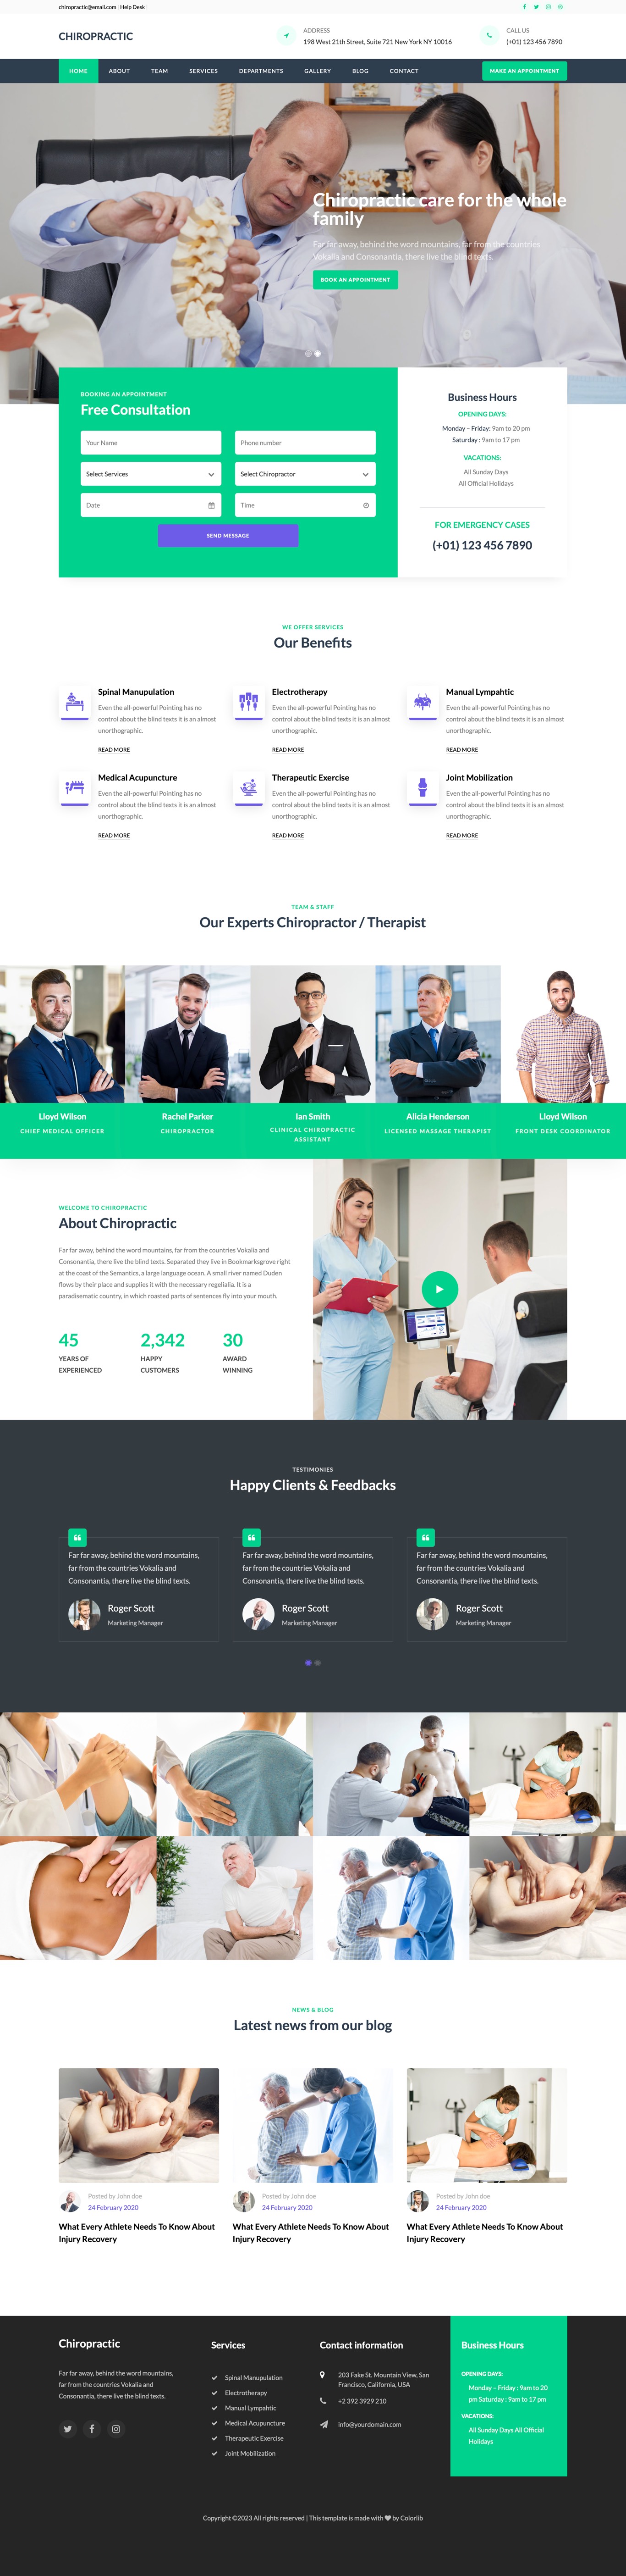 chiropractic@email.com | Help Desk |
CHIROPRACTIC
ADDRESS
198 West 21th Street, Suite 721 New York NY 10016
CALL US
(+01) 123 456 7890
HOME ABOUT TEAM SERVICES DEPARTMENTS GALLERY BLOG CONTACT MAKE AN APPOINTMENT
Chiropractic care for the whole
family
Far far away, behind the word mountains, far from the countries
Vokalia and Consonantia, there live the blind texts.
BOOK AN APPOINTMENT
BOOKING AN APPOINTMENT
Free Consultation
Your Name Phone number
Select Services Select Chiropractor
Date Time
SEND MESSAGE
Business Hours
OPENING DAYS:
Monday – Friday: 9am to 20 pm
Saturday : 9am to 17 pm
VACATIONS:
All Sunday Days
All Official Holidays
FOR EMERGENCY CASES
(+01) 123 456 7890
WE OFFER SERVICES
Our Benefits
Spinal Manupulation
Even the all-powerful Pointing has no
control about the blind texts it is an almost
unorthographic.
READ MORE
Electrotherapy
Even the all-powerful Pointing has no
control about the blind texts it is an almost
unorthographic.
READ MORE
Manual Lympahtic
Even the all-powerful Pointing has no
control about the blind texts it is an almost
unorthographic.
READ MORE
Medical Acupuncture
Even the all-powerful Pointing has no
control about the blind texts it is an almost
unorthographic.
READ MORE
Therapeutic Exercise
Even the all-powerful Pointing has no
control about the blind texts it is an almost
unorthographic.
READ MORE
Joint Mobilization
Even the all-powerful Pointing has no
control about the blind texts it is an almost
unorthographic.
READ MORE
TEAM & STAFF
Our Experts Chiropractor / Therapist
Lloyd Wilson
CHIEF MEDICAL OFFICER
Rachel Parker
CHIROPRACTOR
Ian Smith
CLINICAL CHIROPRACTIC
ASSISTANT
Alicia Henderson
LICENSED MASSAGE THERAPIST
Lloyd Wilson
FRONT DESK COORDINATOR
WELCOME TO CHIROPRACTIC
About Chiropractic
Far far away, behind the word mountains, far from the countries Vokalia and
Consonantia, there live the blind texts. Separated they live in Bookmarksgrove right
at the coast of the Semantics, a large language ocean. A small river named Duden
flows by their place and supplies it with the necessary regelialia. It is a
paradisematic country, in which roasted parts of sentences fly into your mouth.
45
YEARS OF
EXPERIENCED
2,342
HAPPY
CUSTOMERS
30
AWARD
WINNING
TESTIMONIES
Happy Clients & Feedbacks
Far far away, behind the word mountains,
far from the countries Vokalia and
Consonantia, there live the blind texts.
Roger Scott
Marketing Manager
Far far away, behind the word mountains,
far from the countries Vokalia and
Consonantia, there live the blind texts.
Roger Scott
Marketing Manager
Far far away, behind the word mountains,
far from the countries Vokalia and
Consonantia, there live the blind texts.
Roger Scott
Marketing Manager
NEWS & BLOG
Latest news from our blog
Posted by John doe
24 February 2020
What Every Athlete Needs To Know About
Injury Recovery
Posted by John doe
24 February 2020
What Every Athlete Needs To Know About
Injury Recovery
Posted by John doe
24 February 2020
What Every Athlete Needs To Know About
Injury Recovery
Chiropractic
Far far away, behind the word mountains,
far from the countries Vokalia and
Consonantia, there live the blind texts.
Services
Spinal Manupulation
Electrotherapy
Manual Lympahtic
Medical Acupuncture
Therapeutic Exercise
Joint Mobilization
Contact information
203 Fake St. Mountain View, San
Francisco, California, USA
+2 392 3929 210
info@yourdomain.com
Business Hours
OPENING DAYS:
Monday – Friday : 9am to 20
pm Saturday : 9am to 17 pm
VACATIONS:
All Sunday Days All Official
Holidays
Copyright ©2023 All rights reserved | This template is made with ♥ by Colorlib